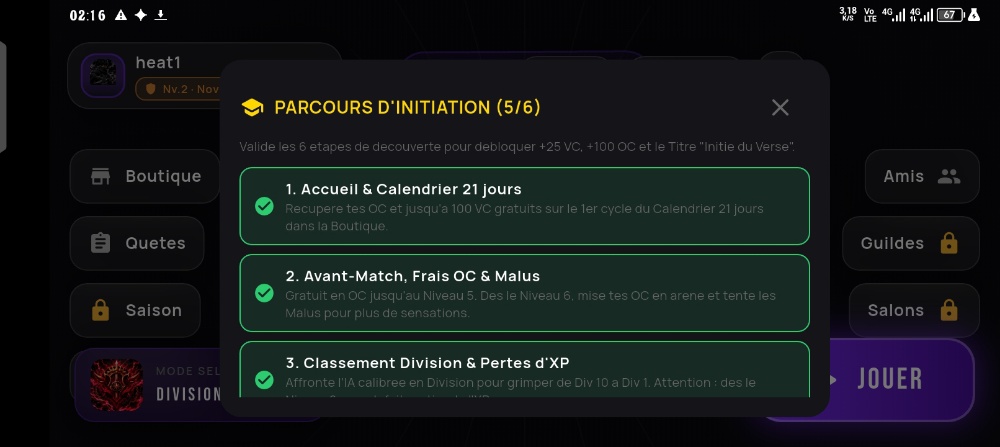 02:16
3,18 K/S Vo LTE 4G 4G 67
heat1
Nv.2 · Nov
PARCOURS D'INITIATION (5/6)
Valide les 6 etapes de decouverte pour debloquer +25 VC, +100 OC et le Titre "Initie du Verse".
Boutique
Quetes
Saison
1. Accueil & Calendrier 21 jours
Recupere tes OC et jusqu'a 100 VC gratuits sur le 1er cycle du Calendrier 21 jours
dans la Boutique.
2. Avant-Match, Frais OC & Malus
Gratuit en OC jusqu'au Niveau 5. Des le Niveau 6, mise tes OC en arene et tente les
Malus pour plus de sensations.
3. Classement Division & Pertes d'XP
Affronte l'IA calibree en Division pour grimper de Div 10 a Div 1. Attention : des le
Amis
Guildes
Salons
MODE SEL
DIVISION
JOUER